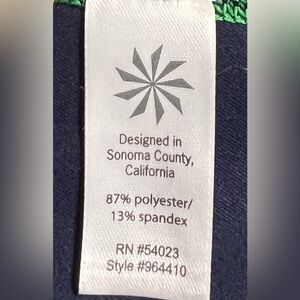 Designed in
Sonoma County,
California
87% polyester/
13% spandex
RN #54023
Style #964410